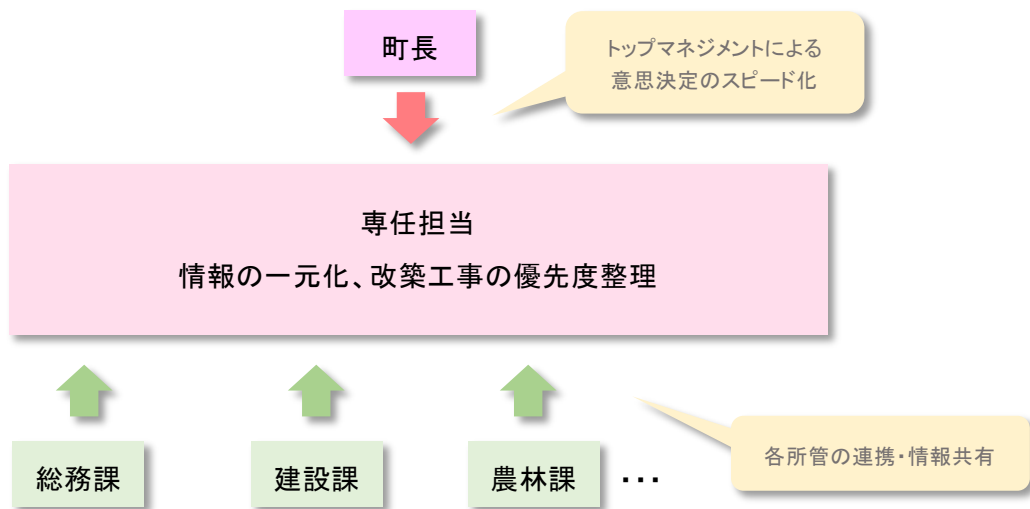 町長
トップマネジメントによる
意思決定のスピード化
専任担当
情報の一元化、改築工事の優先度整理
総務課
建設課
農林課
･･･
各所管の連携・情報共有